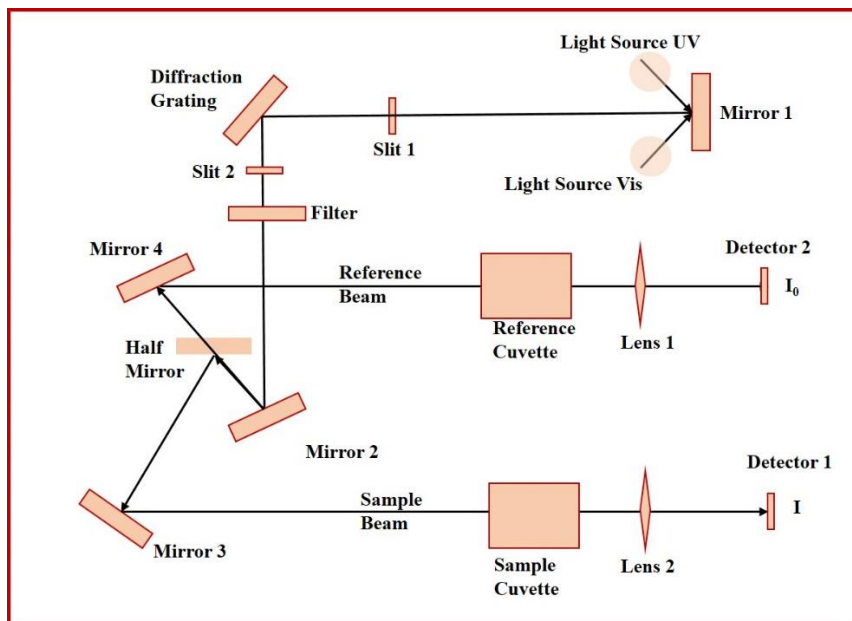 Light Source UV
Diffraction
Grating
Mirror 1
Slit 1
Slit 2
Light Source Vis
Filter
Mirror 4
Reference
Beam
Detector 2
I₀
Half
Mirror
Reference
Cuvette
Lens 1
Mirror 2
Detector 1
Sample
Beam
I
Mirror 3
Sample
Cuvette
Lens 2